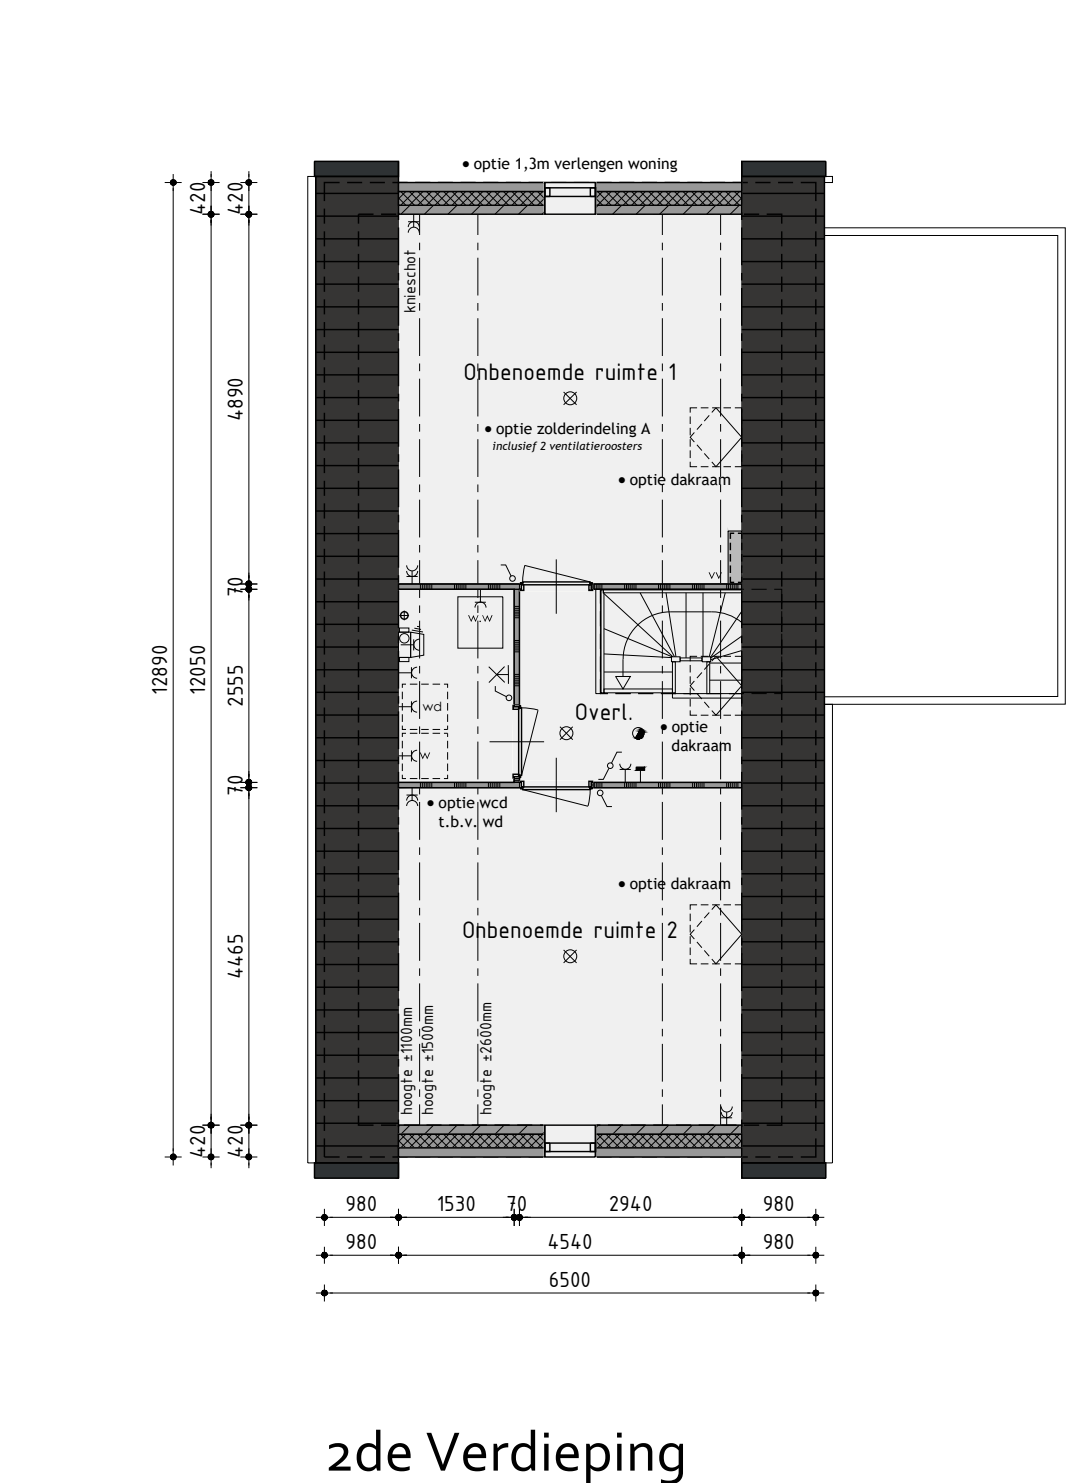 • optie 1,3m verlengen woning
420
420
knieschot
Onbenoemde ruimte 1
4890
• optie zolderindeling A
inclusief 2 ventilatieroosters
• optie dakraam
vv
70
w.w
12890
12050
2555
wd
Overl.
• optie
dakraam
w
70
• optie wcd
t.b.v. wd
• optie dakraam
Onbenoemde ruimte 2
4465
hoogte ±1100mm
hoogte ±1500mm
hoogte ±2600mm
420
420
980
1530
70
2940
980
980
4540
980
6500
2de Verdieping